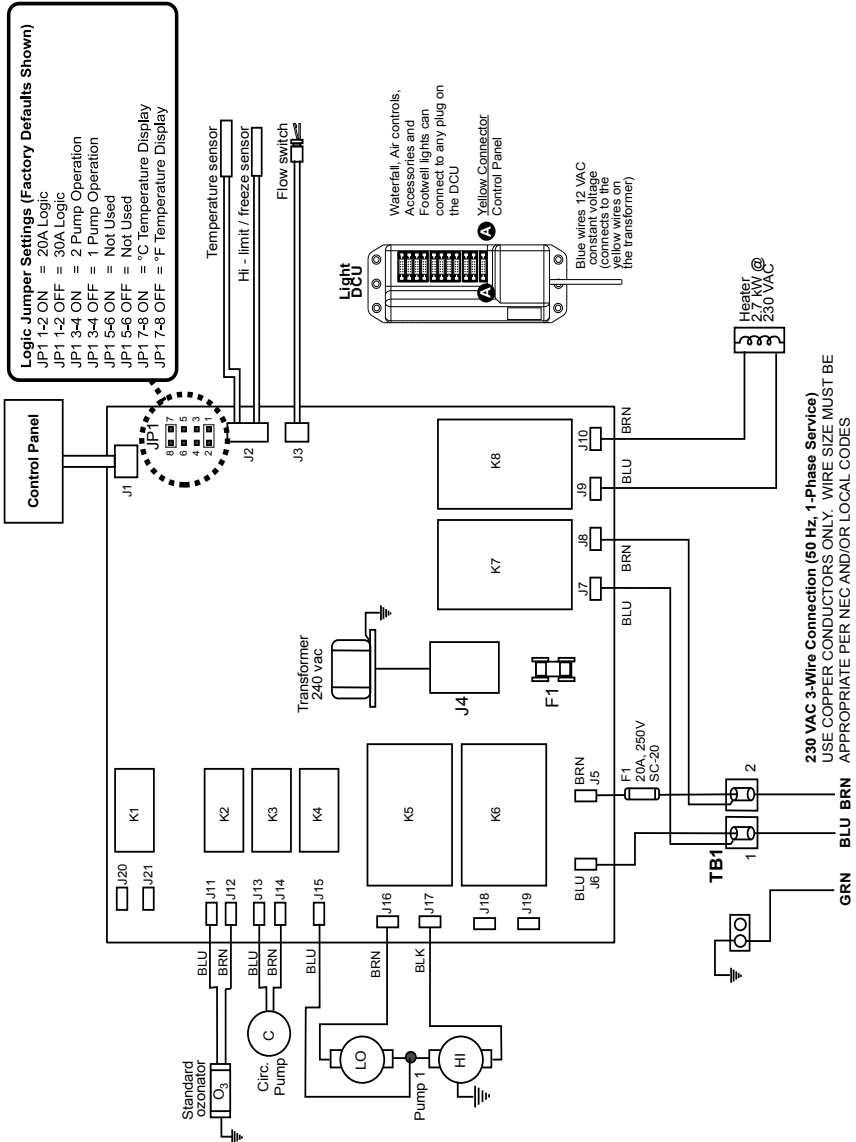 Control Panel
Logic Jumper Settings (Factory Defaults Shown)
JP1 1-2 ON = 20A Logic
JP1 1-2 OFF = 30A Logic
JP1 3-4 ON = 2 Pump Operation
JP1 3-4 OFF = 1 Pump Operation
JP1 5-6 ON = Not Used
JP1 5-6 OFF = Not Used
JP1 7-8 ON = °C Temperature Display
JP1 7-8 OFF = °F Temperature Display
J1
JP1
8 7
6 5
4 3
2 1
J2
J3
Temperature sensor
Hi - limit / freeze sensor
Flow switch
Light
DCU
Waterfall, Air controls,
Accessories and
Footwell lights can
connect to any plug on
the DCU
A
A
Yellow Connector
Control Panel
Blue wires 12 VAC
constant voltage
(connects to the
yellow wires on
the transformer)
J20
J21
K1
J11
J12
K2
J13
J14
K3
J15
K4
J16
J17
K5
J18
J19
K6
BLU
BRN
BLU
BRN
BLU
BRN
BLK
Standard
ozonator
O3
Circ.
Pump
C
LO
HI
Pump 1
Transformer
240 vac
J4
F1
K7
K8
BLU
J6
BRN
J5
F1
20A, 250V
SC-20
J7
BLU
J8
BRN
J9
BLU
J10
BRN
Heater
2.7 kW @
230 VAC
TB1
1
2
GRN
BLU
BRN
230 VAC 3-Wire Connection (50 Hz, 1-Phase Service)
USE COPPER CONDUCTORS ONLY. WIRE SIZE MUST BE
APPROPRIATE PER NEC AND/OR LOCAL CODES